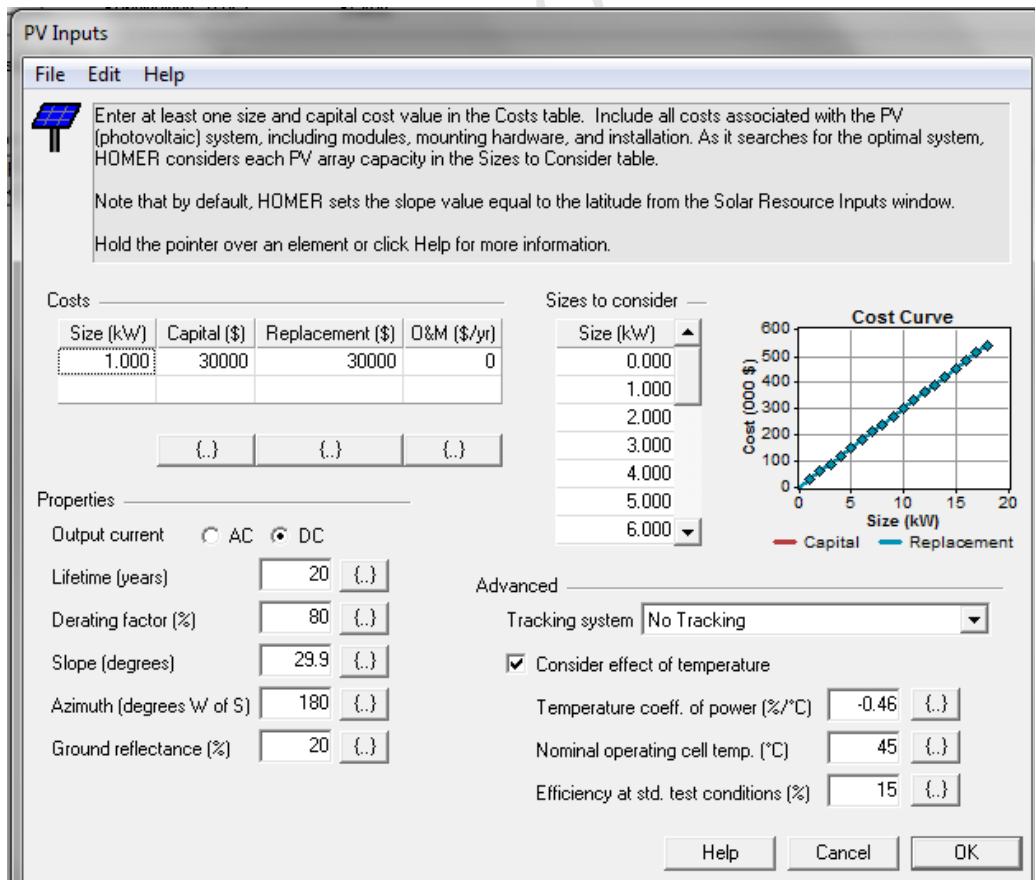 PV Inputs
File Edit Help
Enter at least one size and capital cost value in the Costs table. Include all costs associated with the PV
(photovoltaic) system, including modules, mounting hardware, and installation. As it searches for the optimal system,
HOMER considers each PV array capacity in the Sizes to Consider table.
Note that by default, HOMER sets the slope value equal to the latitude from the Solar Resource Inputs window.
Hold the pointer over an element or click Help for more information.
Costs
Size (kW) Capital ($) Replacement ($) O&M ($/yr)
1.000 30000 30000 0
{..} {..} {..}
Sizes to consider
Size (kW)
0.000
1.000
2.000
3.000
4.000
5.000
6.000
Cost Curve
Cost (000 $)
600
500
400
300
200
100
0
0 5 10 15 20
Size (kW)
Capital Replacement
Properties
Output current AC DC
Lifetime (years) 20 {..}
Derating factor (%) 80 {..}
Slope (degrees) 29.9 {..}
Azimuth (degrees W of S) 180 {..}
Ground reflectance (%) 20 {..}
Advanced
Tracking system No Tracking
Consider effect of temperature
Temperature coeff. of power (%/°C) -0.46 {..}
Nominal operating cell temp. (°C) 45 {..}
Efficiency at std. test conditions (%) 15 {..}
Help Cancel OK